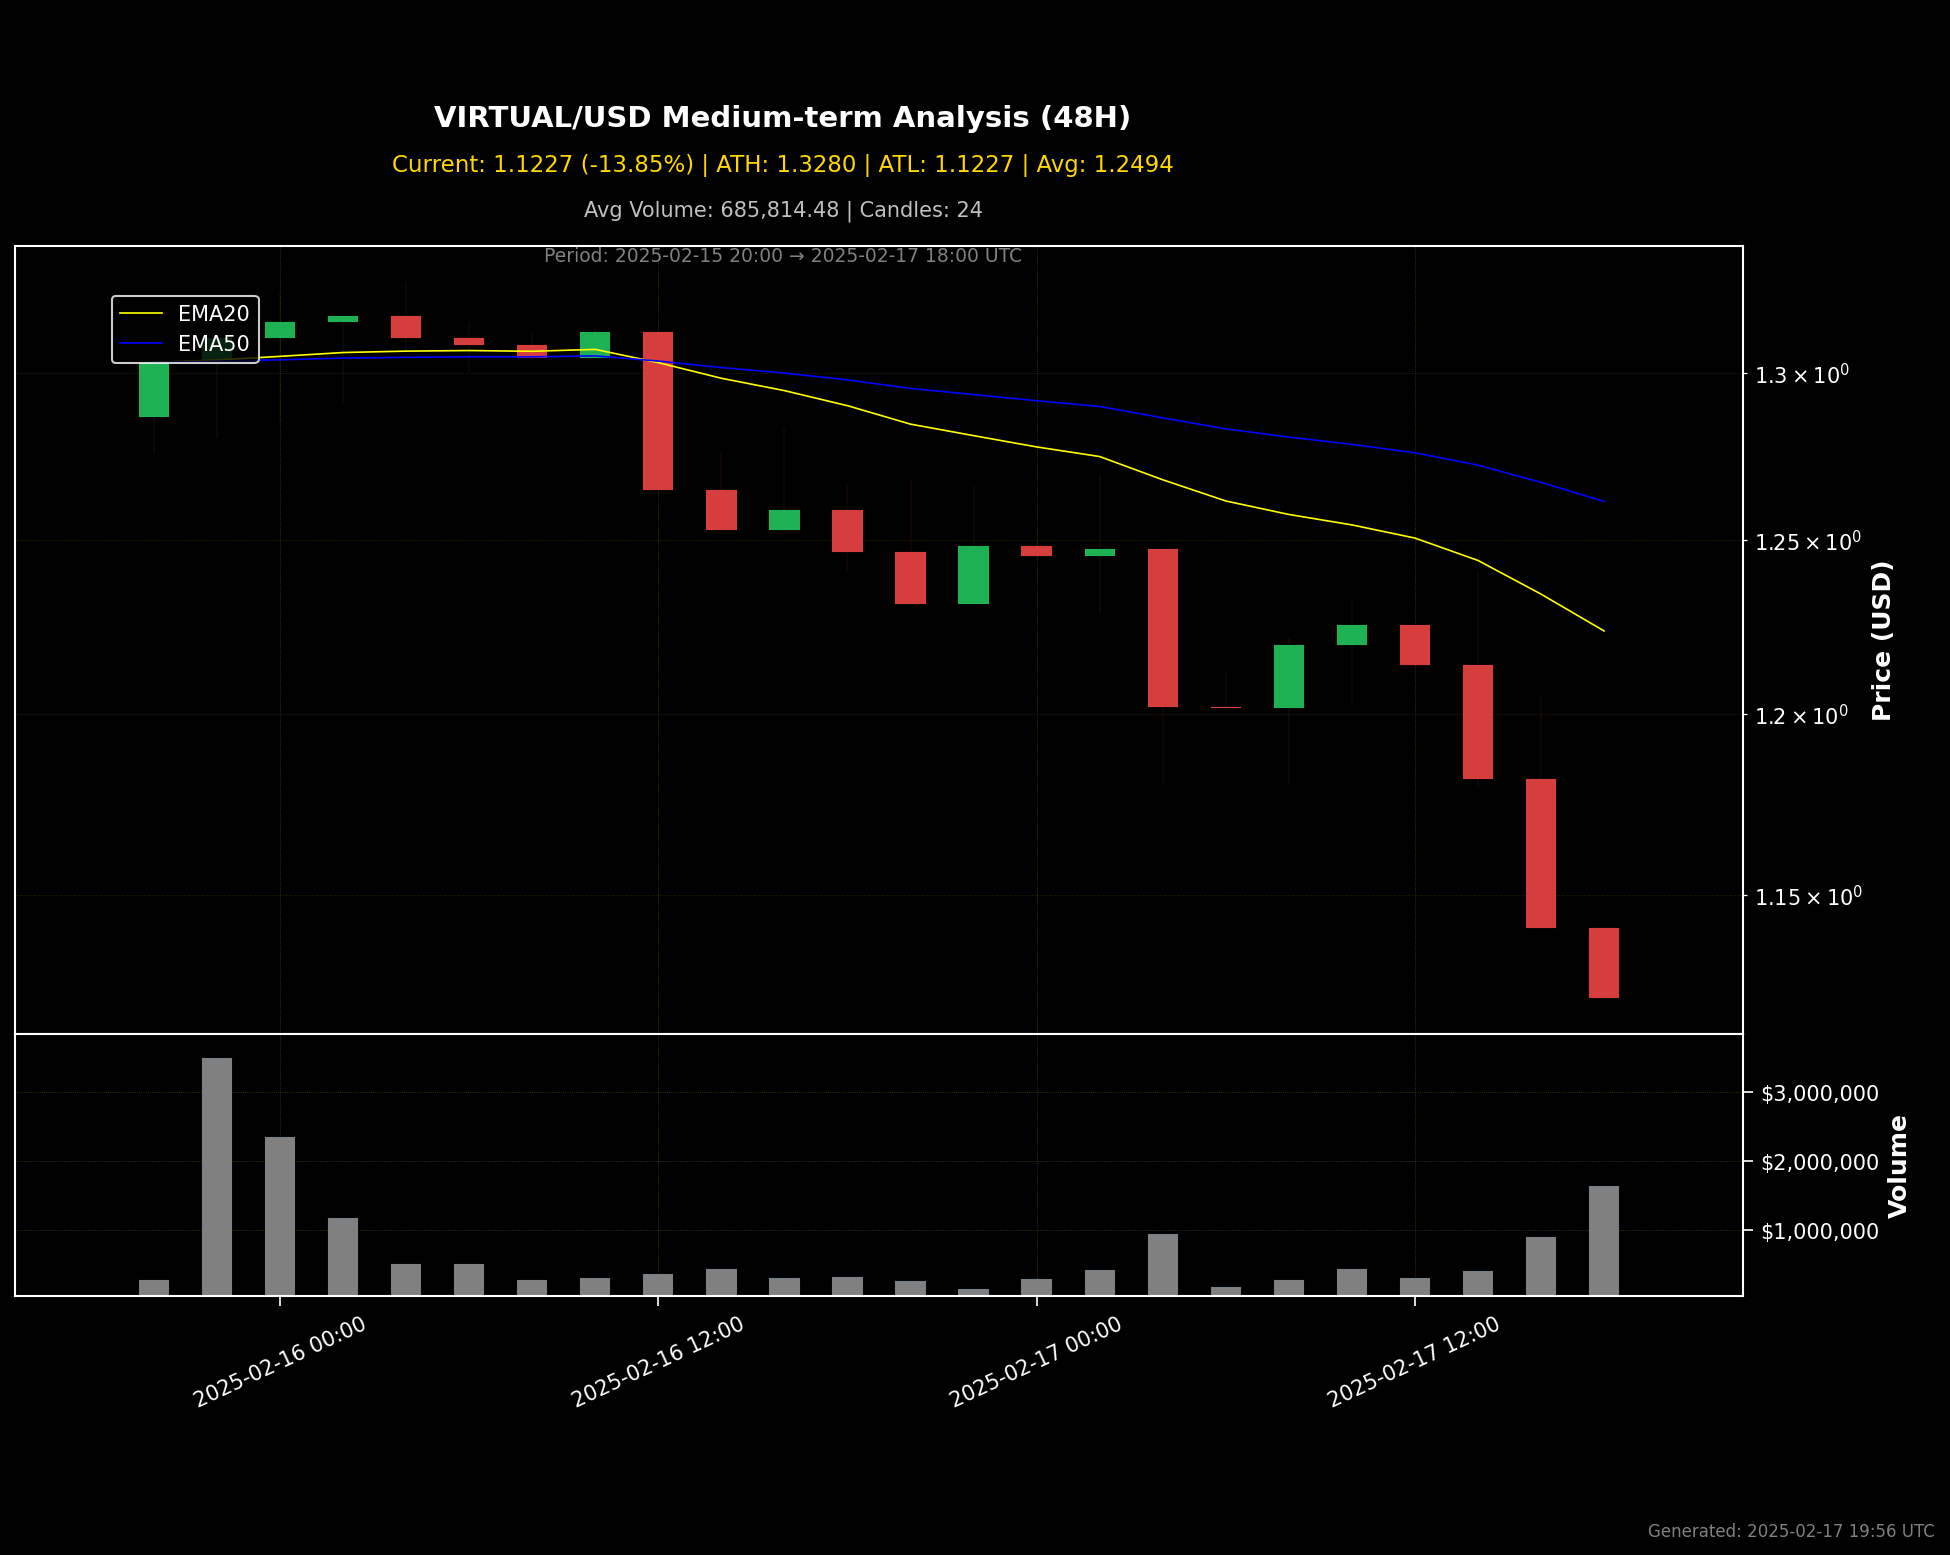 VIRTUAL/USD Medium-term Analysis (48H)
Current: 1.1227 (-13.85%) | ATH: 1.3280 | ATL: 1.1227 | Avg: 1.2494
Avg Volume: 685,814.48 | Candles: 24
Period: 2025-02-15 20:00 → 2025-02-17 18:00 UTC
EMA20
EMA50
1.3 × 10⁰
1.25 × 10⁰
1.2 × 10⁰
1.15 × 10⁰
Price (USD)
$3,000,000
$2,000,000
$1,000,000
Volume
2025-02-16 00:00
2025-02-16 12:00
2025-02-17 00:00
2025-02-17 12:00
Generated: 2025-02-17 19:56 UTC